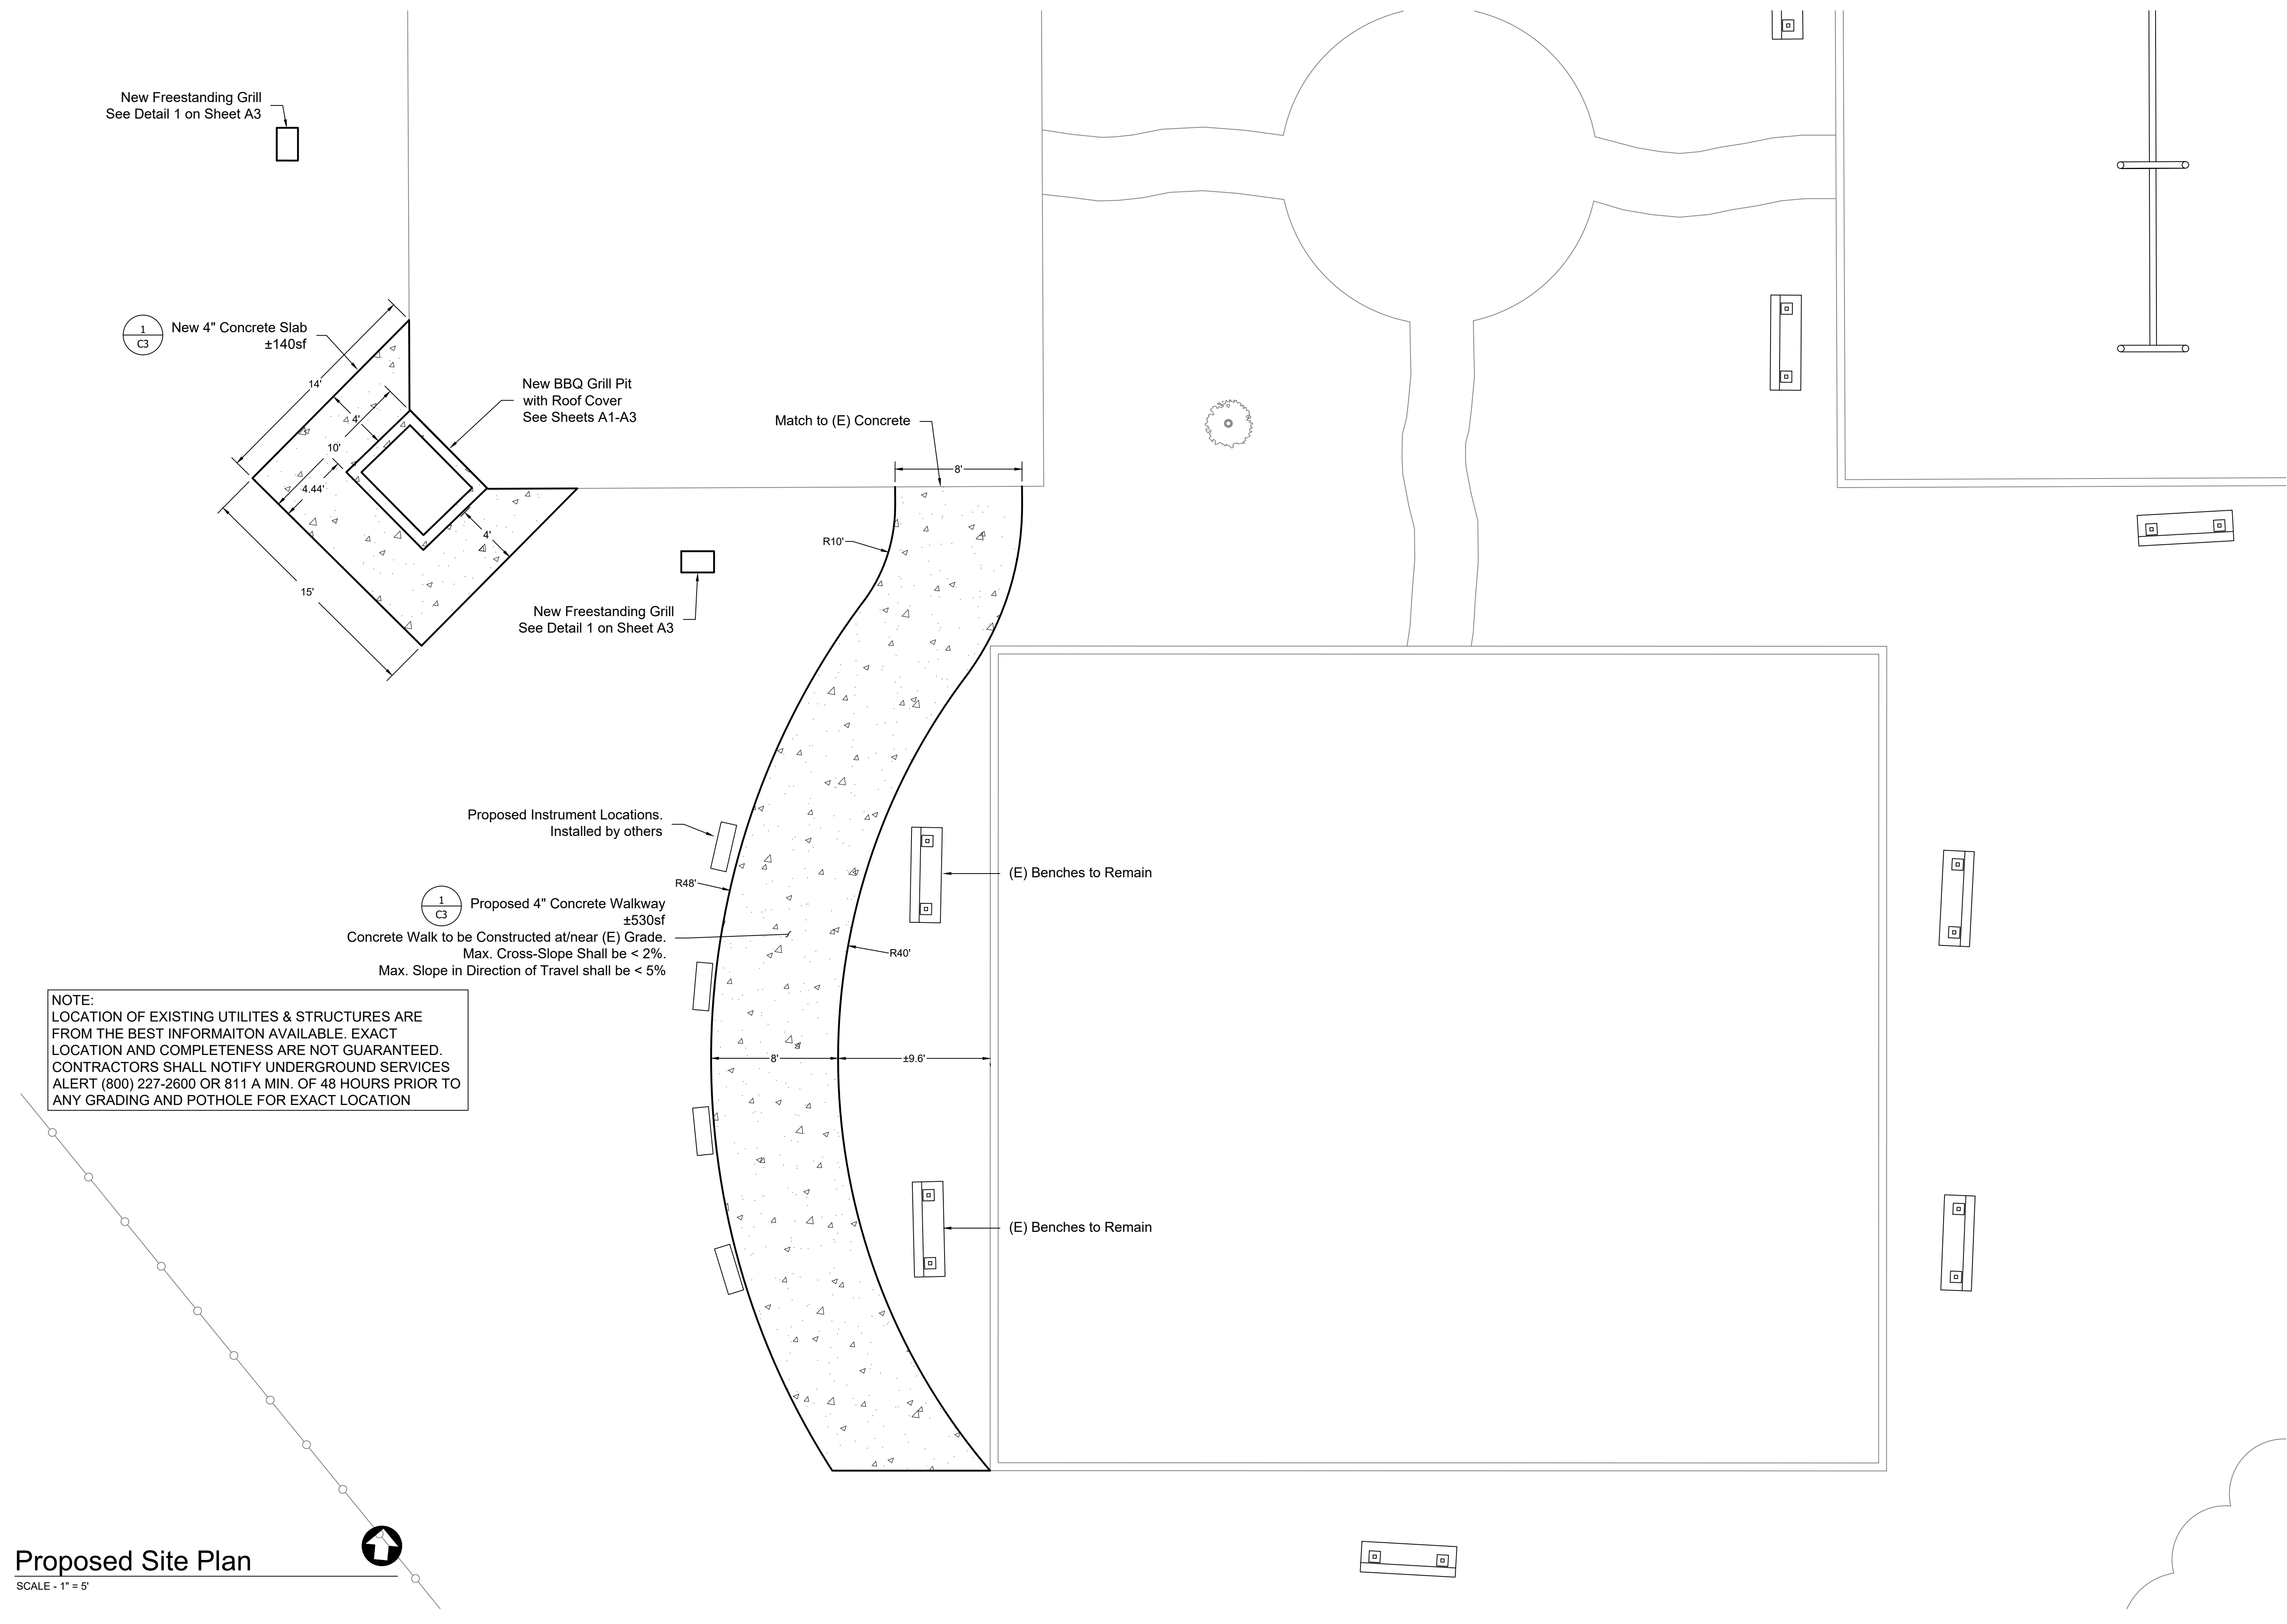 New Freestanding Grill
See Detail 1 on Sheet A3
1
C3
New 4" Concrete Slab
±140sf
14'
4'
10'
4.44'
4'
15'
New BBQ Grill Pit
with Roof Cover
See Sheets A1-A3
Match to (E) Concrete
8'
R10'
New Freestanding Grill
See Detail 1 on Sheet A3
Proposed Instrument Locations.
Installed by others
R48'
1
C3
Proposed 4" Concrete Walkway
±530sf
Concrete Walk to be Constructed at/near (E) Grade.
Max. Cross-Slope Shall be < 2%.
Max. Slope in Direction of Travel shall be < 5%
(E) Benches to Remain
R40'
8'
±9.6'
(E) Benches to Remain
NOTE:
LOCATION OF EXISTING UTILITES & STRUCTURES ARE
FROM THE BEST INFORMAITON AVAILABLE. EXACT
LOCATION AND COMPLETENESS ARE NOT GUARANTEED.
CONTRACTORS SHALL NOTIFY UNDERGROUND SERVICES
ALERT (800) 227-2600 OR 811 A MIN. OF 48 HOURS PRIOR TO
ANY GRADING AND POTHOLE FOR EXACT LOCATION
Proposed Site Plan
SCALE - 1" = 5'